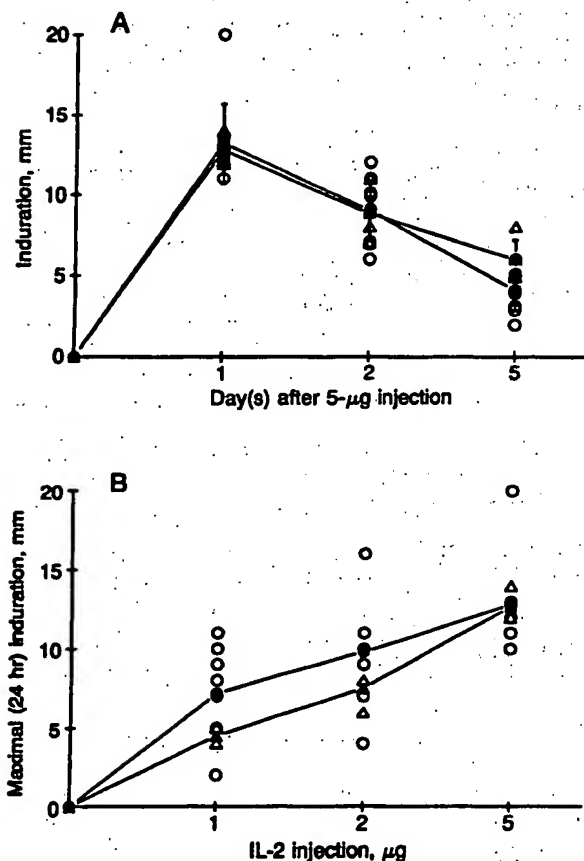 A
20
15
10
5
0
Induration, mm
1 2 5
Day(s) after 5-μg injection
B
20
15
10
5
0
Maximal (24 hr) induration, mm
1 2 5
IL-2 injection, μg